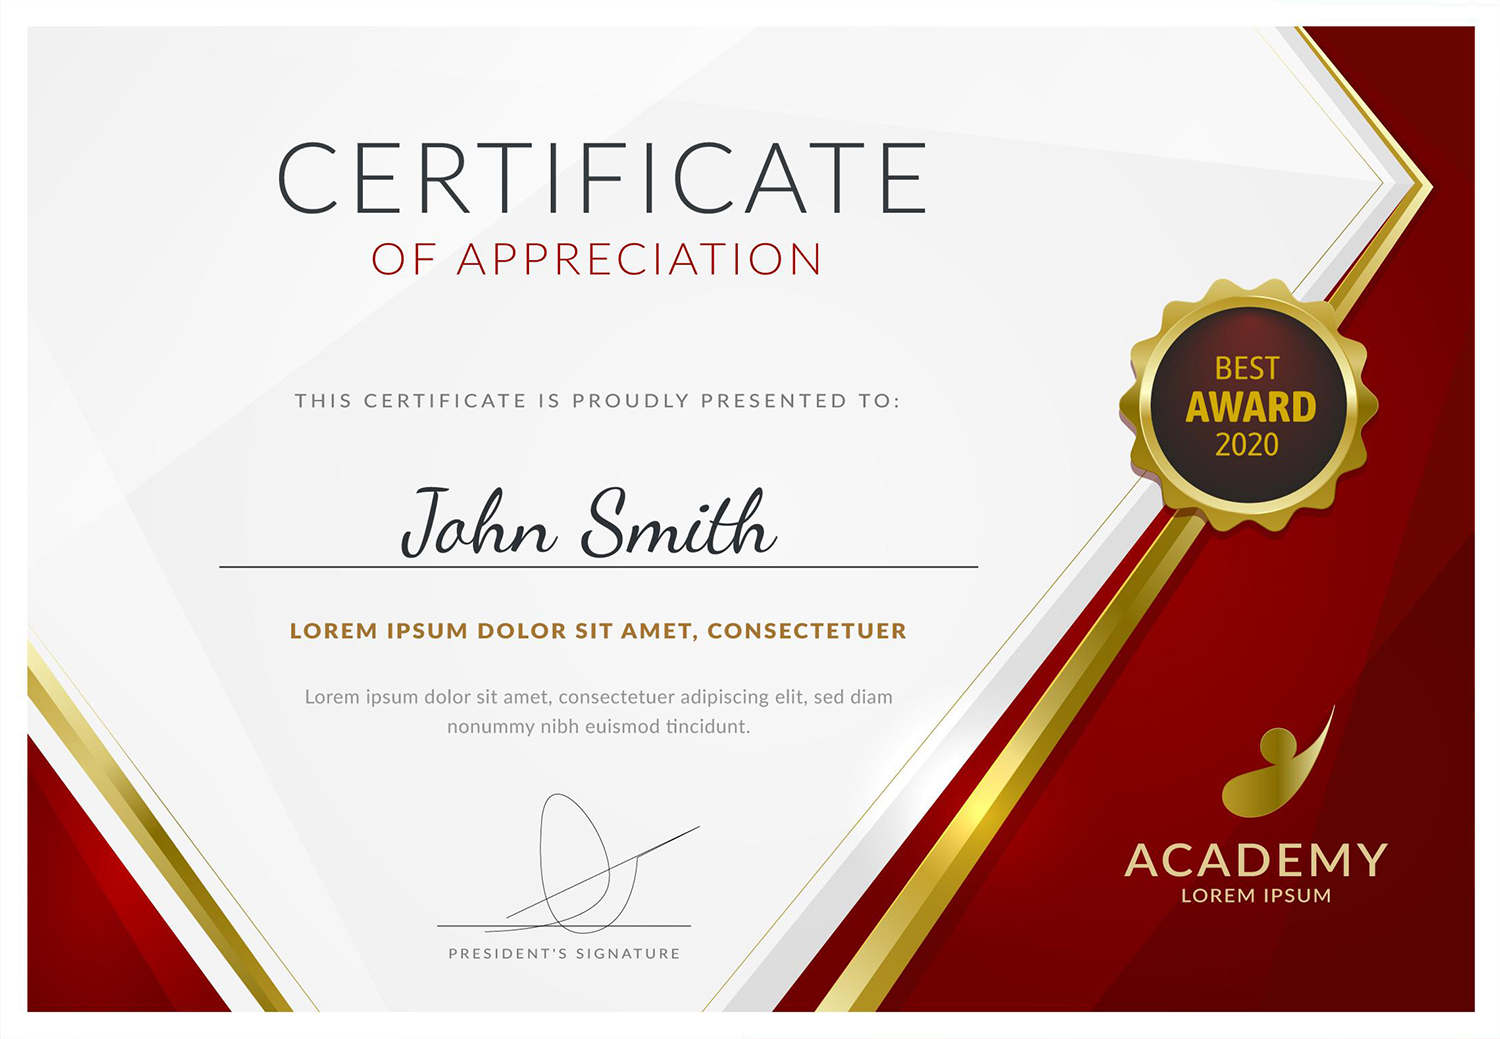 CERTIFICATE
OF APPRECIATION
THIS CERTIFICATE IS PROUDLY PRESENTED TO:
John Smith
LOREM IPSUM DOLOR SIT AMET, CONSECTETUER
Lorem ipsum dolor sit amet, consectetuer adipiscing elit, sed diam
nonummy nibh euismod tincidunt.
PRESIDENT'S SIGNATURE
BEST
AWARD
2020
ACADEMY
LOREM IPSUM